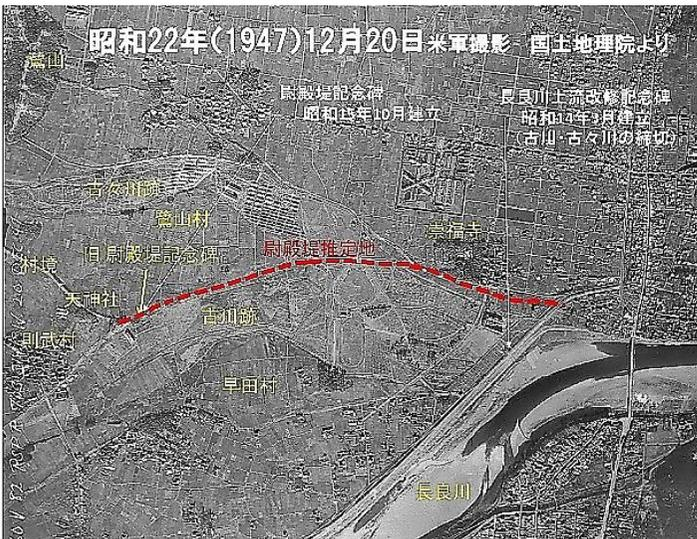 昭和22年(1947)12月20日米軍撮影 国土地理院より
鷺山
尉殿堤記念碑
昭和15年10月建立
長良川上流改修記念碑
昭和14年3月建立
(古川・古々川の締切)
古々川跡
鷺山村
崇福寺
旧尉殿堤記念碑
尉殿堤推定地
村境
天神社
古川跡
則武村
早田村
長良川